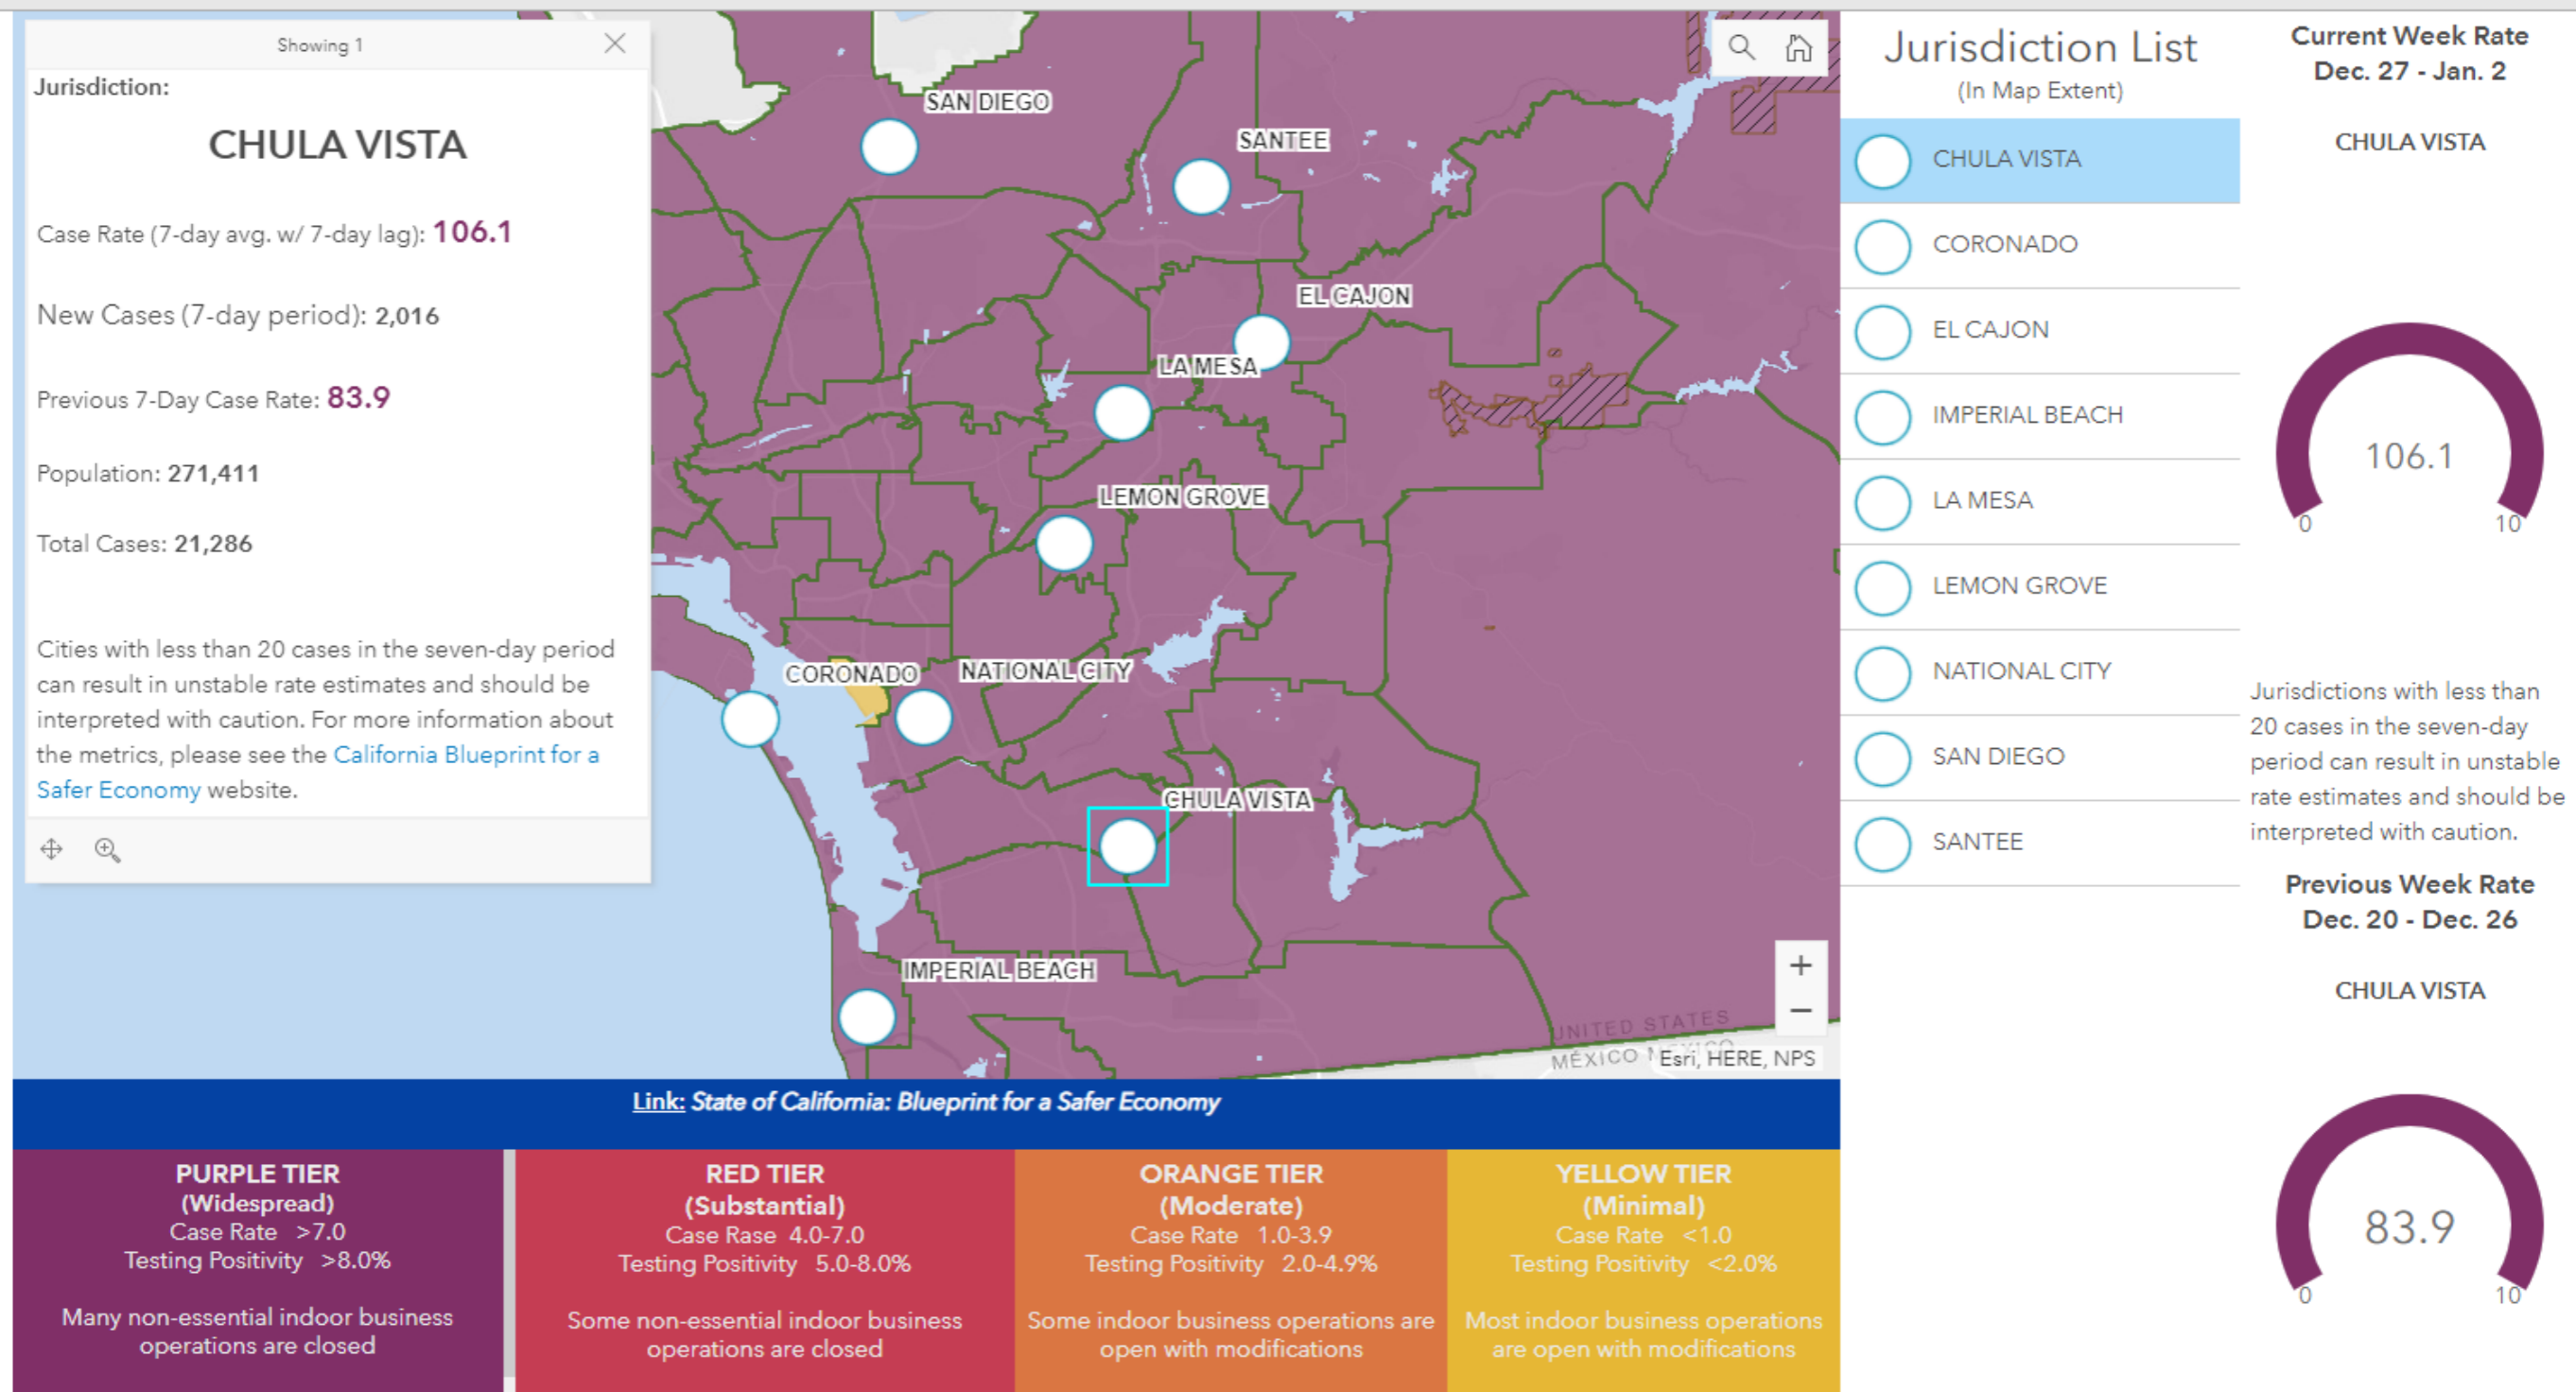 Showing 1
Jurisdiction:
CHULA VISTA
Case Rate (7-day avg. w/ 7-day lag): 106.1
New Cases (7-day period): 2,016
Previous 7-Day Case Rate: 83.9
Population: 271,411
Total Cases: 21,286
Cities with less than 20 cases in the seven-day period
can result in unstable rate estimates and should be
interpreted with caution. For more information about
the metrics, please see the California Blueprint for a
Safer Economy website.
SAN DIEGO
SANTEE
EL CAJON
LA MESA
LEMON GROVE
CORONADO
NATIONAL CITY
CHULA VISTA
IMPERIAL BEACH
UNITED STATES
MÉXICO MÉXICO
Esri, HERE, NPS
+
−
Jurisdiction List
(In Map Extent)
CHULA VISTA
CORONADO
EL CAJON
IMPERIAL BEACH
LA MESA
LEMON GROVE
NATIONAL CITY
SAN DIEGO
SANTEE
Current Week Rate
Dec. 27 - Jan. 2
CHULA VISTA
106.1
0 10
Jurisdictions with less than
20 cases in the seven-day
period can result in unstable
rate estimates and should be
interpreted with caution.
Previous Week Rate
Dec. 20 - Dec. 26
CHULA VISTA
83.9
0 10
Link: State of California: Blueprint for a Safer Economy
PURPLE TIER
(Widespread)
Case Rate >7.0
Testing Positivity >8.0%
Many non-essential indoor business
operations are closed
RED TIER
(Substantial)
Case Rase 4.0-7.0
Testing Positivity 5.0-8.0%
Some non-essential indoor business
operations are closed
ORANGE TIER
(Moderate)
Case Rate 1.0-3.9
Testing Positivity 2.0-4.9%
Some indoor business operations are
open with modifications
YELLOW TIER
(Minimal)
Case Rate <1.0
Testing Positivity <2.0%
Most indoor business operations
are open with modifications